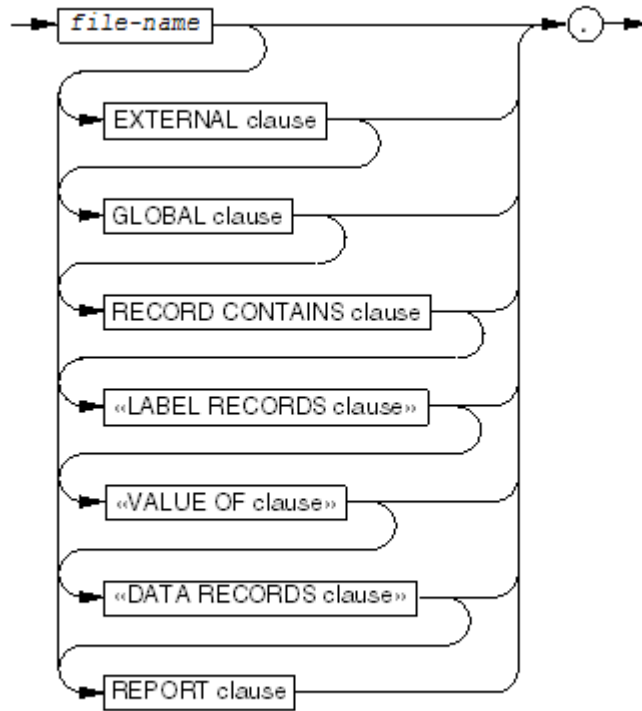 file-name .
EXTERNAL clause
GLOBAL clause
RECORD CONTAINS clause
«LABEL RECORDS clause»
«VALUE OF clause»
«DATA RECORDS clause»
REPORT clause